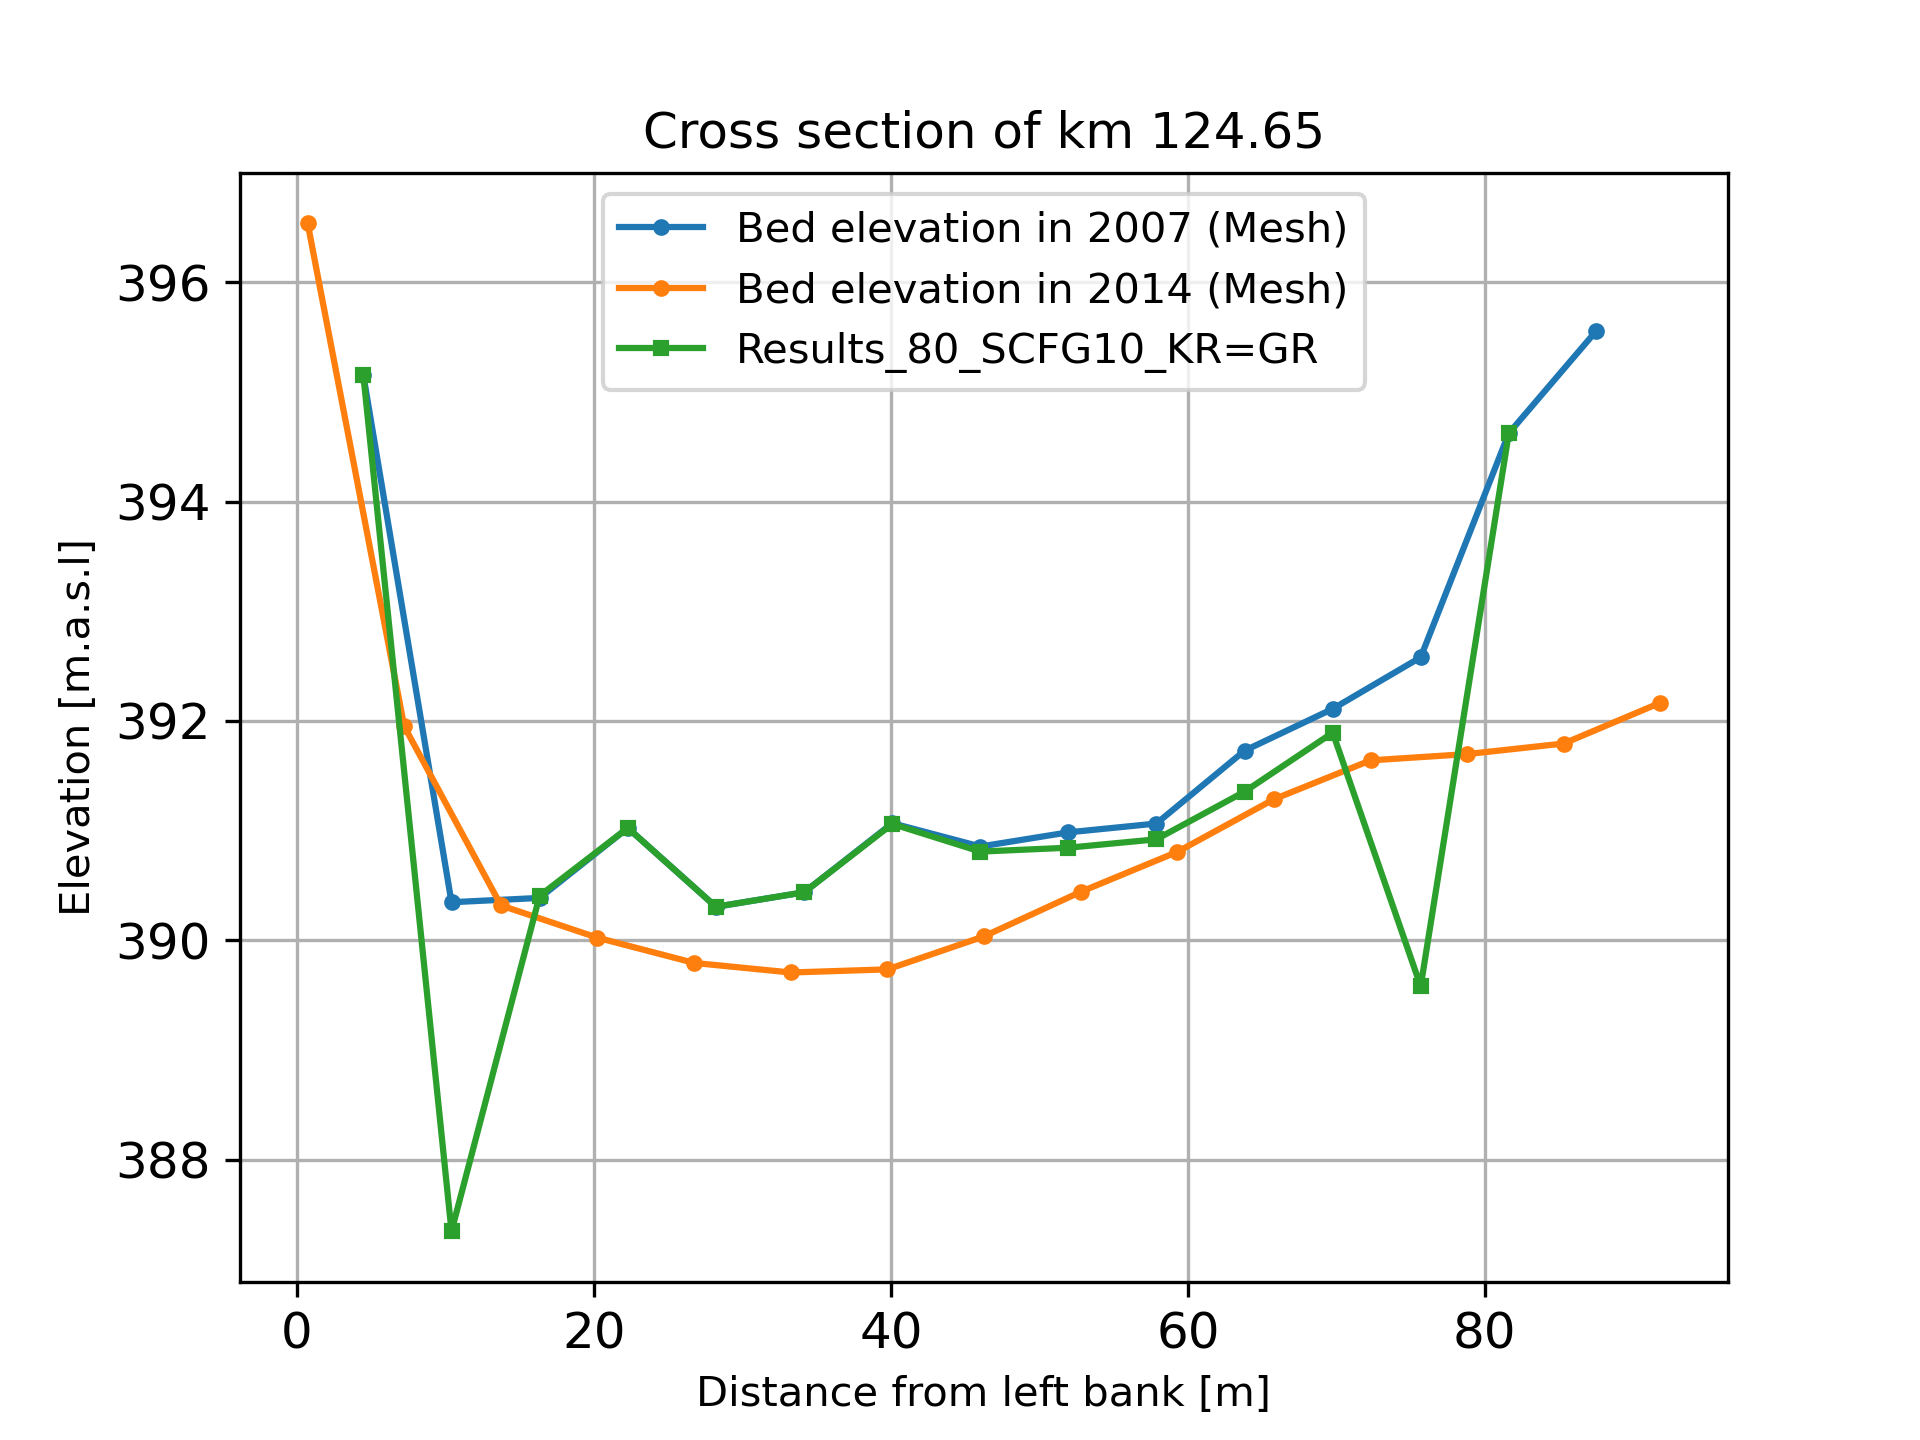 Cross section of km 124.65
Bed elevation in 2007 (Mesh)
Bed elevation in 2014 (Mesh)
Results_80_SCFG10_KR=GR
Elevation [m.a.s.l]
396
394
392
390
388
0 20 40 60 80
Distance from left bank [m]